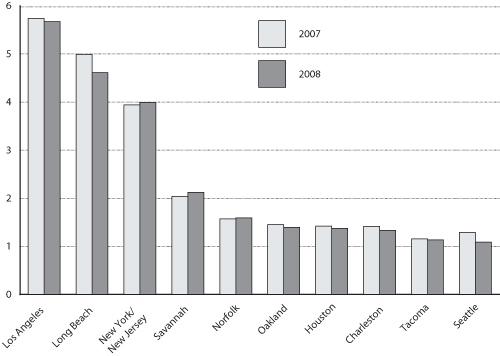 6
5
4
3
2
1
0
2007
2008
Los Angeles
Long Beach
New York/
New Jersey
Savannah
Norfolk
Oakland
Houston
Charleston
Tacoma
Seattle